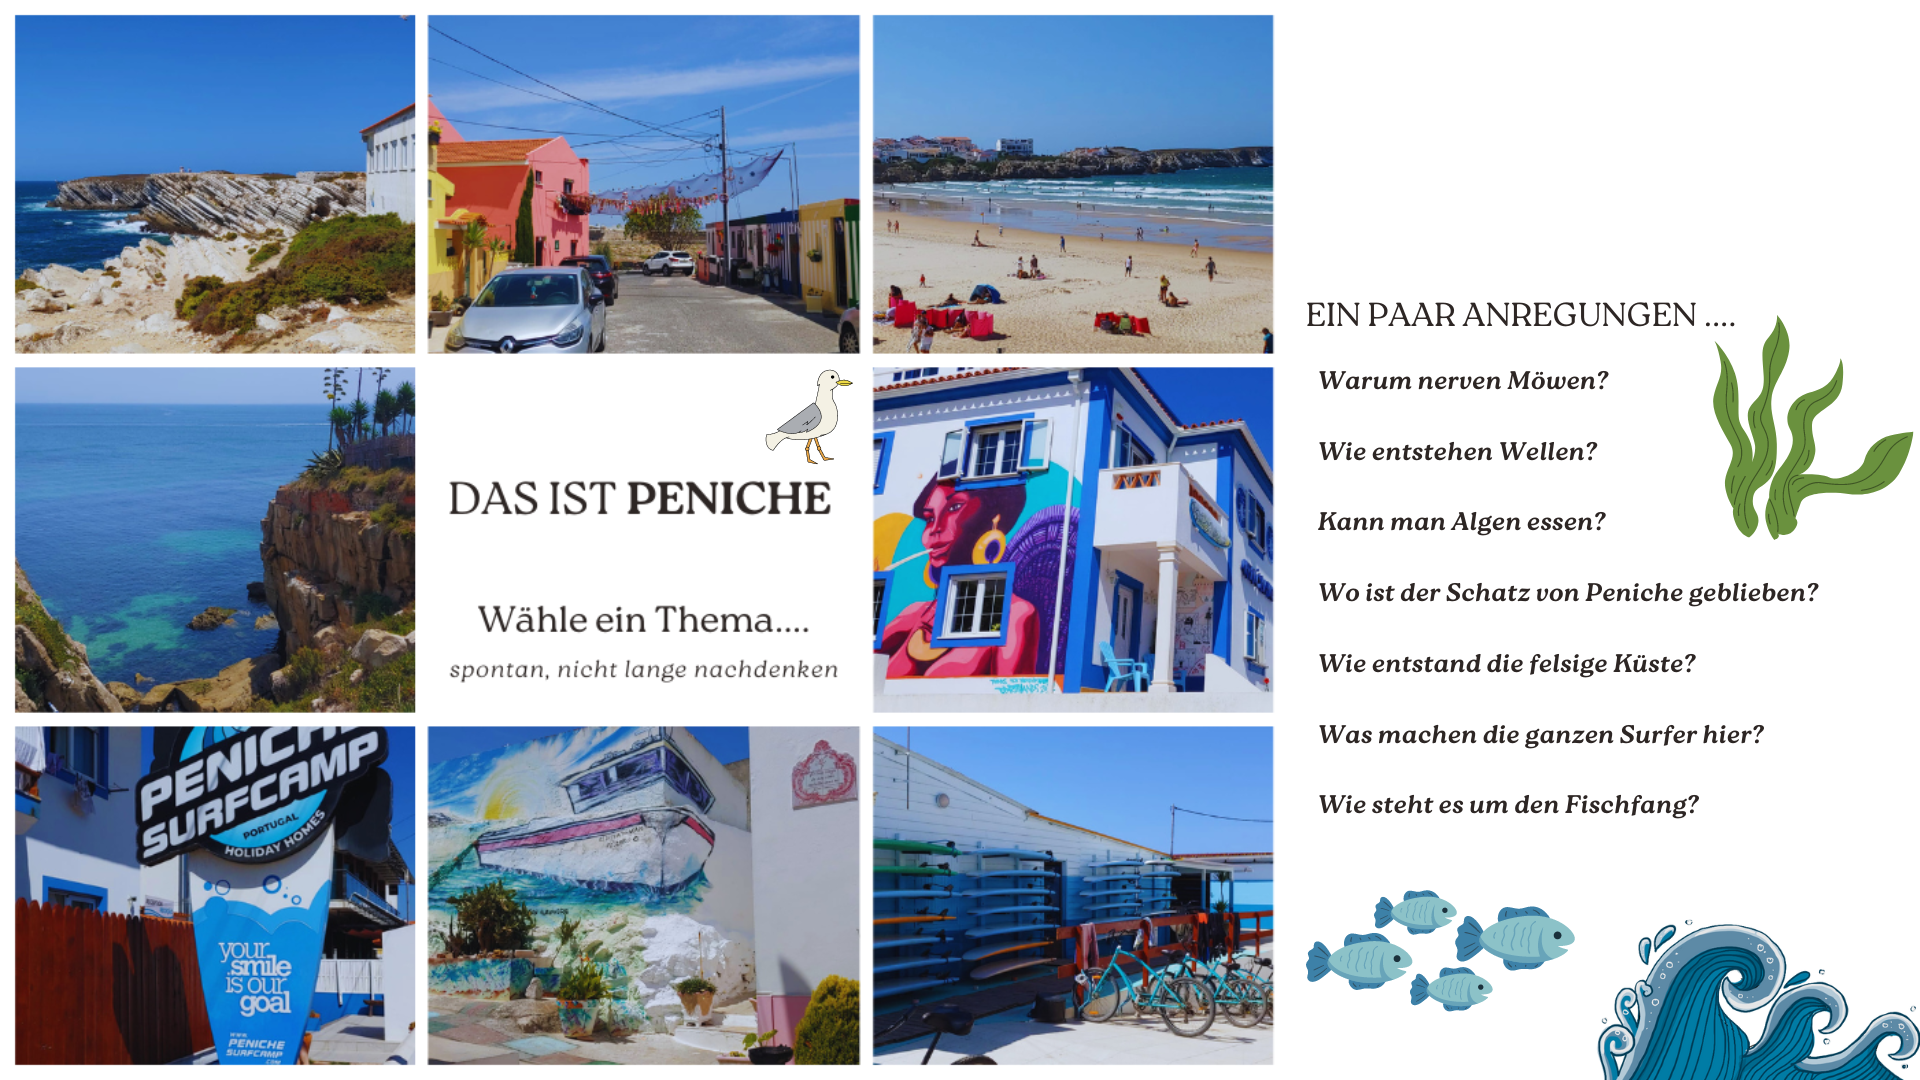 DAS IST PENICHE
Wähle ein Thema....
spontan, nicht lange nachdenken
PENICHE
SURFCAMP
PORTUGAL
HOLIDAY HOMES
your
smile
is our
goal
www.
PENICHE
SURFCAMP
.COM
EIN PAAR ANREGUNGEN ....
Warum nerven Möwen?
Wie entstehen Wellen?
Kann man Algen essen?
Wo ist der Schatz von Peniche geblieben?
Wie entstand die felsige Küste?
Was machen die ganzen Surfer hier?
Wie steht es um den Fischfang?